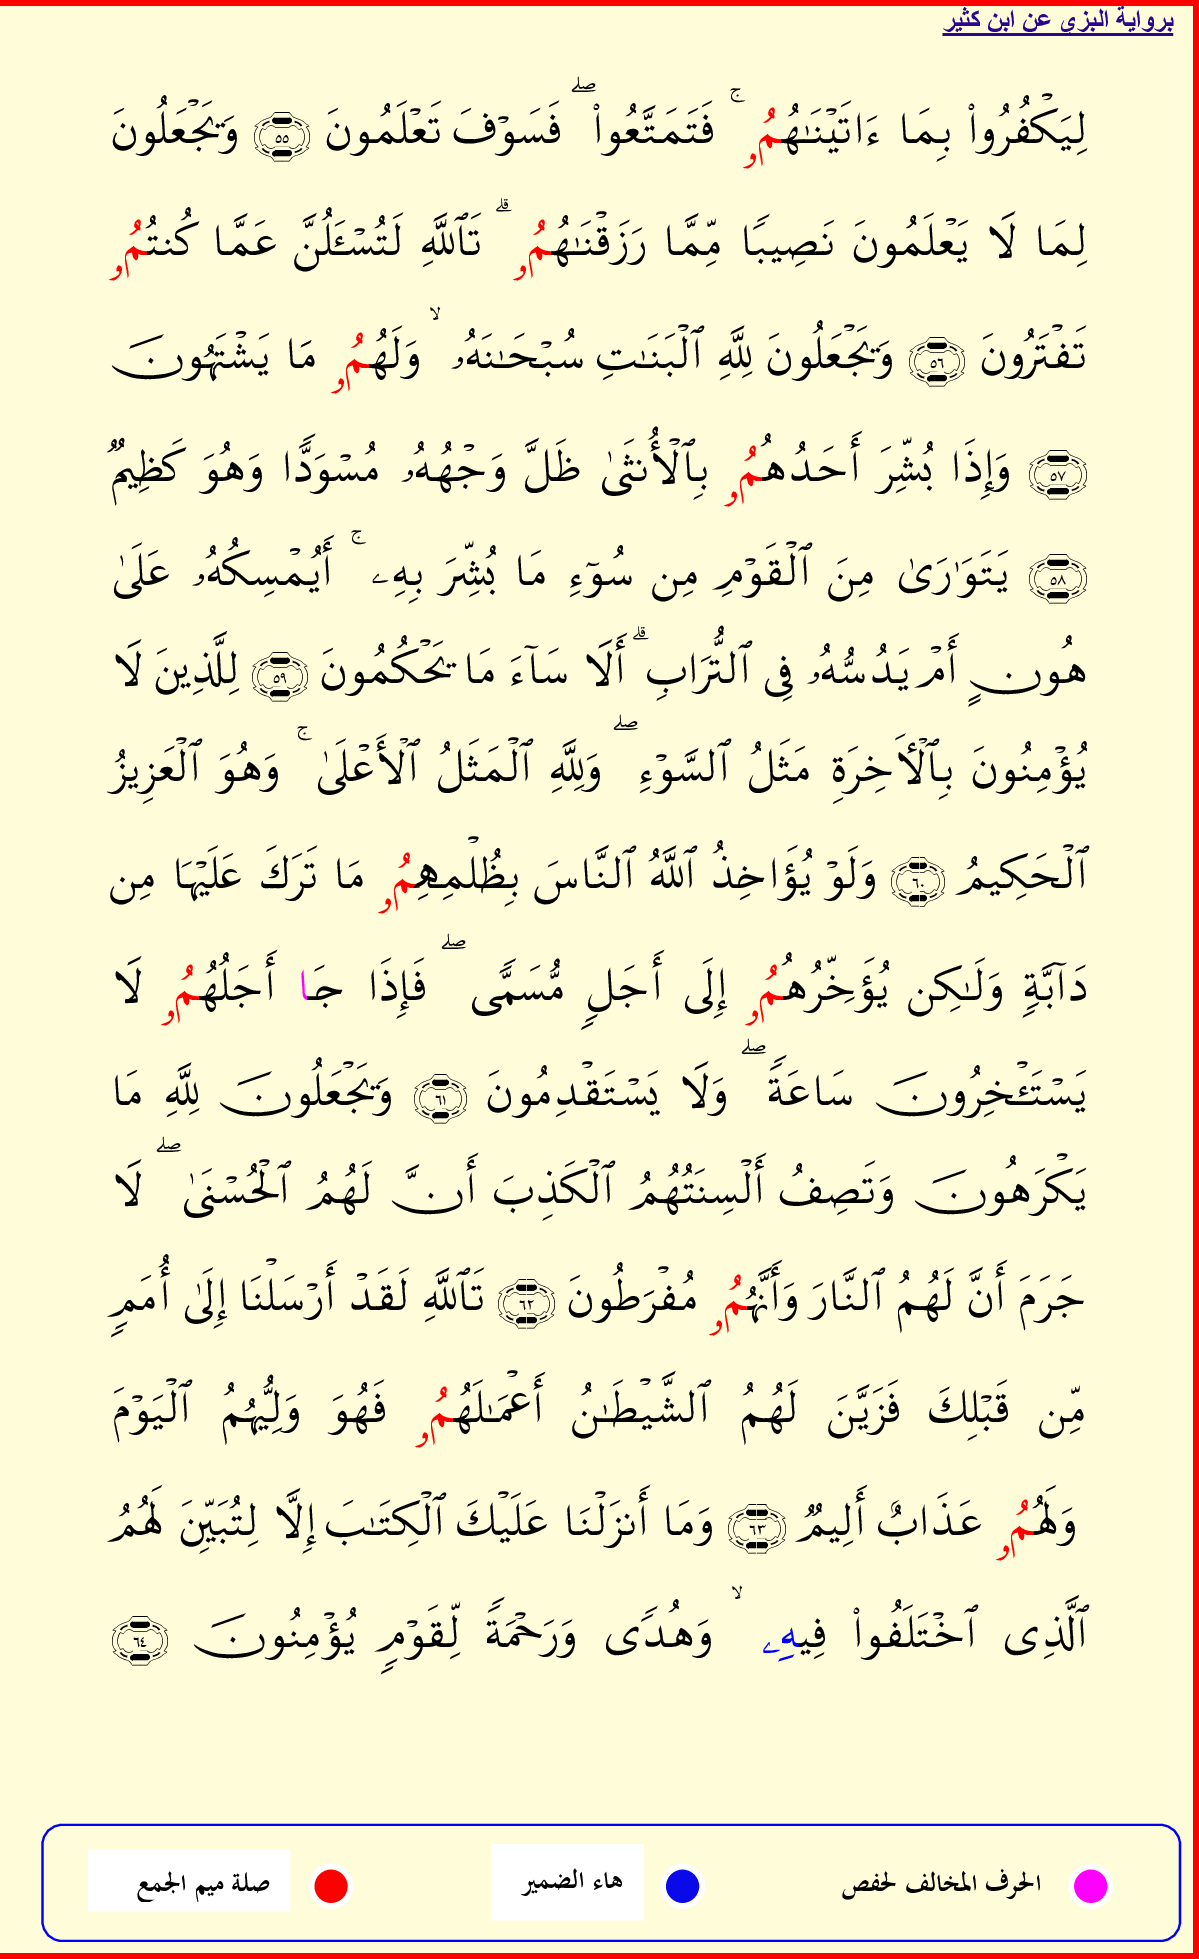 برواية البزي عن ابن كثير
لِيَكۡفُرُواْ بِمَا ءَاتَيۡنَٰهُمُۥ ۚ فَتَمَتَّعُواْ ۖ فَسَوۡفَ تَعۡلَمُونَ ٥٥ وَيَجۡعَلُونَ
لِمَا لَا يَعۡلَمُونَ نَصِيبٗا مِّمَّا رَزَقۡنَٰهُمُۥ ۗ تَٱللَّهِ لَتُسۡـَٔلُنَّ عَمَّا كُنتُمُۥ
تَفۡتَرُونَ ٥٦ وَيَجۡعَلُونَ لِلَّهِ ٱلۡبَنَٰتِ سُبۡحَٰنَهُۥ ۙ وَلَهُمُۥ مَا يَشۡتَهُونَ
٥٧ وَإِذَا بُشِّرَ أَحَدُهُمُۥ بِٱلۡأُنثَىٰ ظَلَّ وَجۡهُهُۥ مُسۡوَدّٗا وَهُوَ كَظِيمٞ
٥٨ يَتَوَٰرَىٰ مِنَ ٱلۡقَوۡمِ مِن سُوٓءِ مَا بُشِّرَ بِهِۦ ۚ أَيُمۡسِكُهُۥ عَلَىٰ
هُونٍ أَمۡ يَدُسُّهُۥ فِي ٱلتُّرَابِ ۗ أَلَا سَآءَ مَا يَحۡكُمُونَ ٥٩ لِلَّذِينَ لَا
يُؤۡمِنُونَ بِٱلۡأٓخِرَةِ مَثَلُ ٱلسَّوۡءِ ۖ وَلِلَّهِ ٱلۡمَثَلُ ٱلۡأَعۡلَىٰ ۚ وَهُوَ ٱلۡعَزِيزُ
ٱلۡحَكِيمُ ٦٠ وَلَوۡ يُؤَاخِذُ ٱللَّهُ ٱلنَّاسَ بِظُلۡمِهِمُۥ مَا تَرَكَ عَلَيۡهَا مِن
دَآبَّةٖ وَلَٰكِن يُؤَخِّرُهُمُۥ إِلَى أَجَلٖ مُّسَمّٗى ۖ فَإِذَا جَا أَجَلُهُمُۥ لَا
يَسۡتَـٔۡخِرُونَ سَاعَةٗ ۖ وَلَا يَسۡتَقۡدِمُونَ ٦١ وَيَجۡعَلُونَ لِلَّهِ مَا
يَكۡرَهُونَ وَتَصِفُ أَلۡسِنَتُهُمُ ٱلۡكَذِبَ أَنَّ لَهُمُ ٱلۡحُسۡنَىٰ ۖ لَا
جَرَمَ أَنَّ لَهُمُ ٱلنَّارَ وَأَنَّهُمُۥ مُفۡرَطُونَ ٦٢ تَٱللَّهِ لَقَدۡ أَرۡسَلۡنَا إِلَىٰ أُمَمٖ
مِّن قَبۡلِكَ فَزَيَّنَ لَهُمُ ٱلشَّيۡطَٰنُ أَعۡمَٰلَهُمُۥ فَهُوَ وَلِيُّهُمُ ٱلۡيَوۡمَ
وَلَهُمُۥ عَذَابٌ أَلِيمٞ ٦٣ وَمَا أَنزَلۡنَا عَلَيۡكَ ٱلۡكِتَٰبَ إِلَّا لِتُبَيِّنَ لَهُمُ
ٱلَّذِي ٱخۡتَلَفُواْ فِيهِۦ ۙ وَهُدٗى وَرَحۡمَةٗ لِّقَوۡمٖ يُؤۡمِنُونَ ٦٤
الحرف المخالف لحفص هاء الضمير صلة ميم الجمع